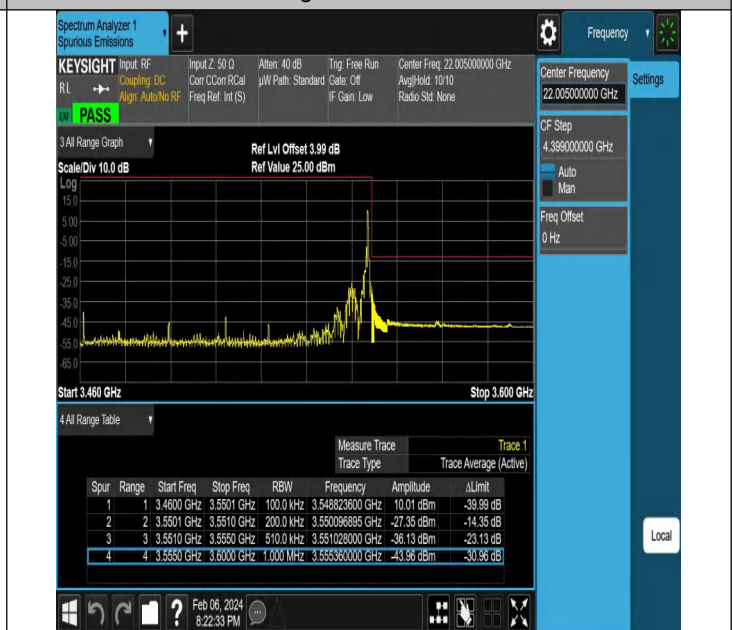 Spectrum Analyzer 1
Spurious Emissions
Frequency
KEYSIGHT
RL
PASS
Input: RF
Coupling: DC
Align: Auto/No RF
Input Z: 50 Ω
Corr CCorr RCal
Freq Ref: Int (S)
Atten: 40 dB
µW Path: Standard
Trig: Free Run
Gate: Off
IF Gain: Low
Center Freq: 22.005000000 GHz
Avg|Hold: 10/10
Radio Std: None
Center Frequency
22.005000000 GHz
Settings
CF Step
4.399000000 GHz
Auto
Man
Freq Offset
0 Hz
3 All Range Graph
Scale/Div 10.0 dB
Ref Lvl Offset 3.99 dB
Ref Value 25.00 dBm
Log
15.0
5.00
-5.00
-15.0
-25.0
-35.0
-45.0
-55.0
-65.0
Start 3.460 GHz
Stop 3.600 GHz
4 All Range Table
Measure Trace Trace 1
Trace Type Trace Average (Active)
Spur Range Start Freq Stop Freq RBW Frequency Amplitude ΔLimit
1 1 3.4600 GHz 3.5501 GHz 100.0 kHz 3.548823600 GHz 10.01 dBm -39.99 dB
2 2 3.5501 GHz 3.5510 GHz 200.0 kHz 3.550096895 GHz -27.35 dBm -14.35 dB
3 3 3.5510 GHz 3.5550 GHz 510.0 kHz 3.551028000 GHz -36.13 dBm -23.13 dB
4 4 3.5550 GHz 3.6000 GHz 1.000 MHz 3.555360000 GHz -43.96 dBm -30.96 dB
Local
Feb 06, 2024
8:22:33 PM